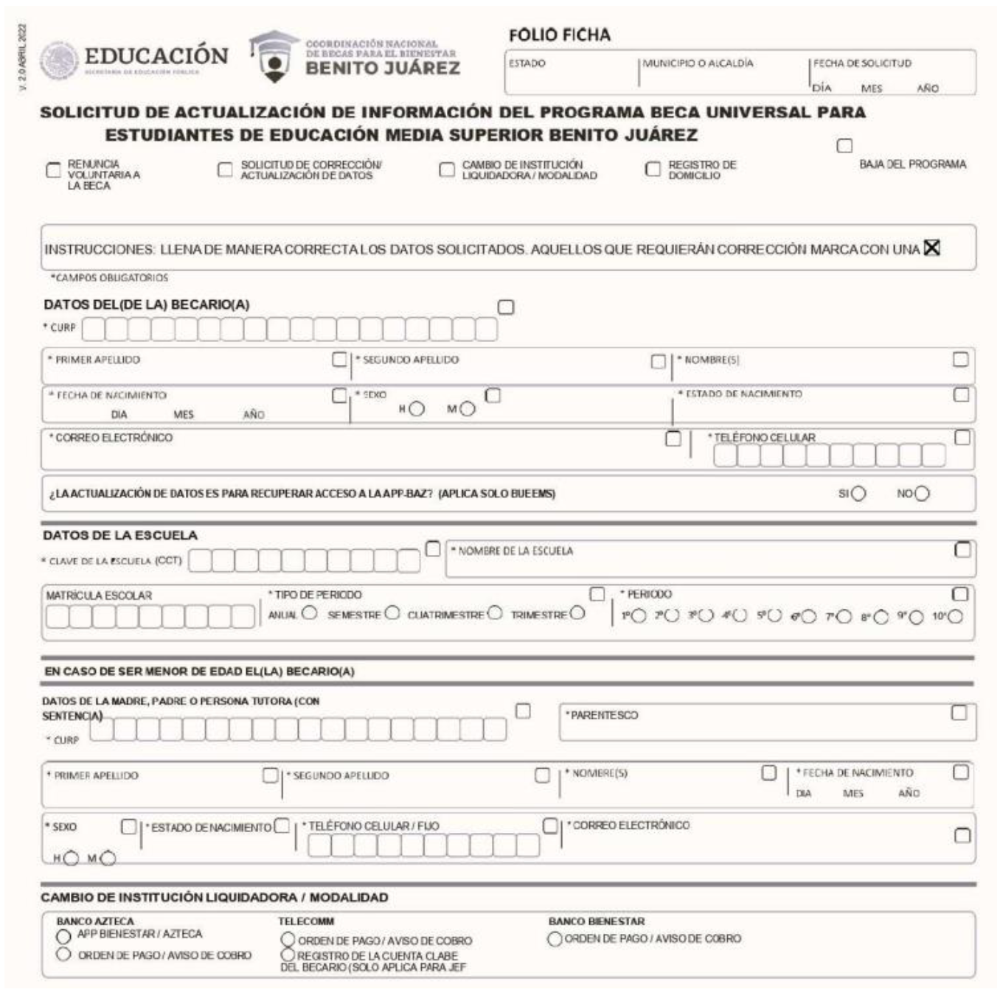 V. 2.0 ABRIL 2022
EDUCACIÓN
SECRETARÍA DE EDUCACIÓN PÚBLICA
COORDINACIÓN NACIONAL
DE BECAS PARA EL BIENESTAR
BENITO JUÁREZ
FOLIO FICHA
ESTADO MUNICIPIO O ALCALDÍA FECHA DE SOLICITUD
DÍA MES AÑO
SOLICITUD DE ACTUALIZACIÓN DE INFORMACIÓN DEL PROGRAMA BECA UNIVERSAL PARA
ESTUDIANTES DE EDUCACIÓN MEDIA SUPERIOR BENITO JUÁREZ
RENUNCIA
VOLUNTARIA A
LA BECA
SOLICITUD DE CORRECCIÓN/
ACTUALIZACIÓN DE DATOS
CAMBIO DE INSTITUCIÓN
LIQUIDADORA / MODALIDAD
REGISTRO DE
DOMICILIO
BAJA DEL PROGRAMA
INSTRUCCIONES: LLENA DE MANERA CORRECTA LOS DATOS SOLICITADOS. AQUELLOS QUE REQUIERÁN CORRECCIÓN MARCA CON UNA
*CAMPOS OBLIGATORIOS
DATOS DEL(DE LA) BECARIO(A)
* CURP
* PRIMER APELLIDO * SEGUNDO APELLIDO * NOMBRE(S)
* FECHA DE NACIMIENTO * SEXO * ESTADO DE NACIMIENTO
DIA MES AÑO H M
* CORREO ELECTRÓNICO * TELÉFONO CELULAR
¿LA ACTUALIZACIÓN DE DATOS ES PARA RECUPERAR ACCESO A LA APP-BAZ? (APLICA SOLO BUEEMS) SI NO
DATOS DE LA ESCUELA
* CLAVE DE LA ESCUELA (CCT) * NOMBRE DE LA ESCUELA
MATRÍCULA ESCOLAR * TIPO DE PERIODO * PERIODO
ANUAL SEMESTRE CUATRIMESTRE TRIMESTRE 1º 2º 3º 4º 5º 6º 7º 8º 9º 10º
EN CASO DE SER MENOR DE EDAD EL(LA) BECARIO(A)
DATOS DE LA MADRE, PADRE O PERSONA TUTORA (CON
SENTENCIA)
* CURP
*PARENTESCO
* PRIMER APELLIDO * SEGUNDO APELLIDO * NOMBRE(S) * FECHA DE NACIMIENTO
DIA MES AÑO
* SEXO * ESTADO DE NACIMIENTO * TELÉFONO CELULAR / FIJO * CORREO ELECTRÓNICO
H M
CAMBIO DE INSTITUCIÓN LIQUIDADORA / MODALIDAD
BANCO AZTECA
APP BIENESTAR / AZTECA
ORDEN DE PAGO / AVISO DE COBRO
TELECOMM
ORDEN DE PAGO / AVISO DE COBRO
REGISTRO DE LA CUENTA CLABE
DEL BECARIO (SOLO APLICA PARA JEF
BANCO BIENESTAR
ORDEN DE PAGO / AVISO DE COBRO